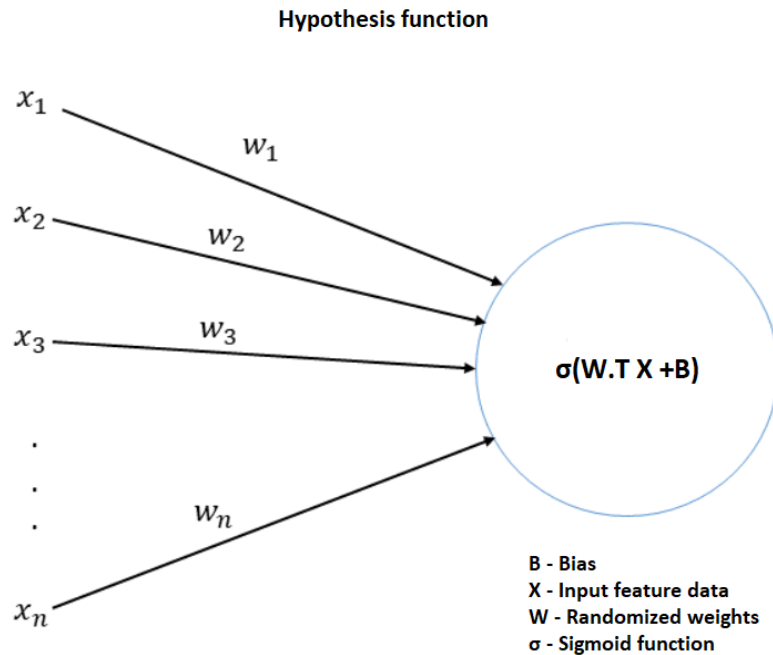 Hypothesis function
x₁
w₁
x₂
w₂
x₃
w₃
σ(W.T X +B)
.
.
.
wₙ
xₙ
B - Bias
X - Input feature data
W - Randomized weights
σ - Sigmoid function